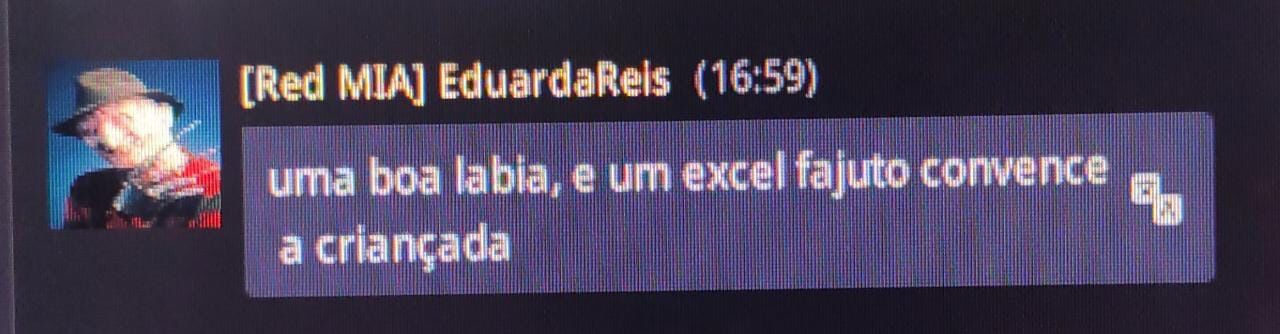 [Red MIA] EduardaReis (16:59)
uma boa labia, e um excel fajuto convence
a criançada